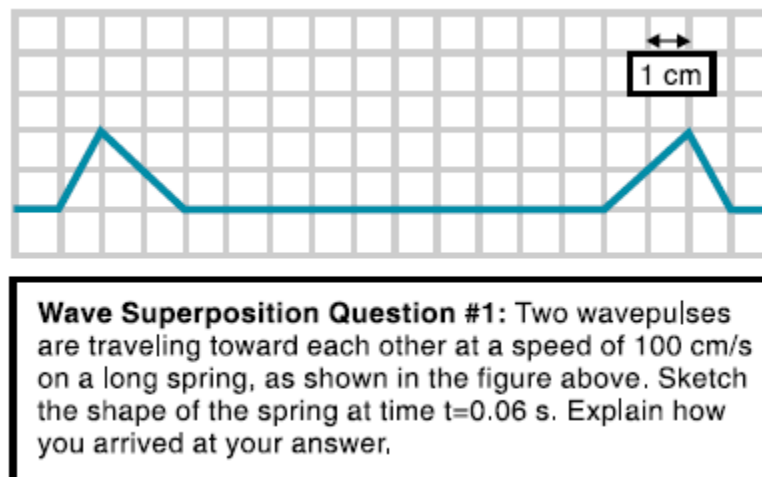 1 cm
Wave Superposition Question #1: Two wavepulses
are traveling toward each other at a speed of 100 cm/s
on a long spring, as shown in the figure above. Sketch
the shape of the spring at time t=0.06 s. Explain how
you arrived at your answer.